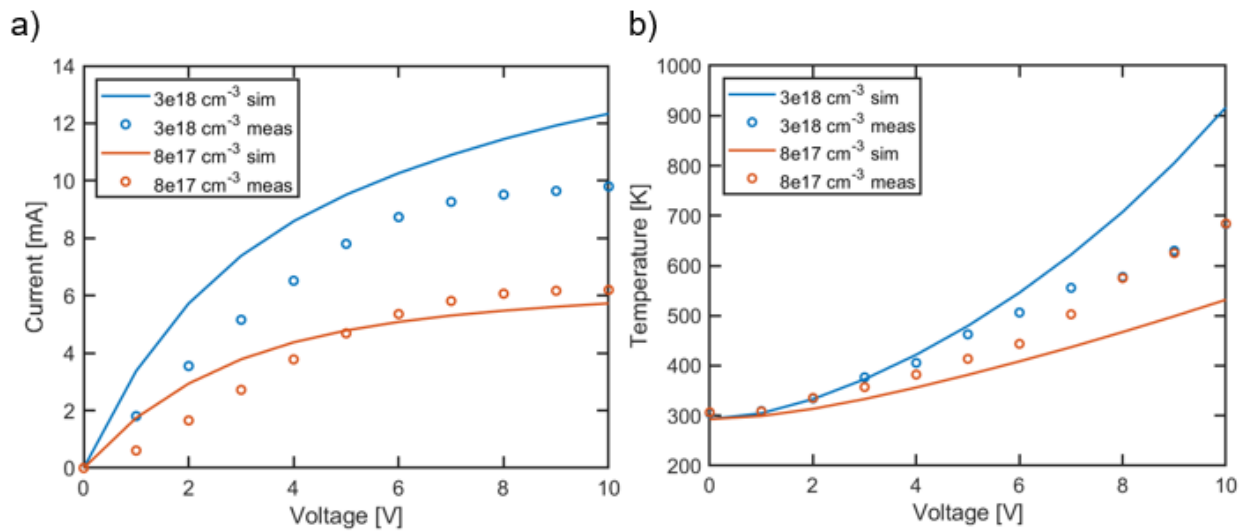 a)
14
12
10
8
6
4
2
0
Current [mA]
3e18 cm⁻³ sim
3e18 cm⁻³ meas
8e17 cm⁻³ sim
8e17 cm⁻³ meas
0 2 4 6 8 10
Voltage [V]
b)
1000
900
800
700
600
500
400
300
200
Temperature [K]
3e18 cm⁻³ sim
3e18 cm⁻³ meas
8e17 cm⁻³ sim
8e17 cm⁻³ meas
0 2 4 6 8 10
Voltage [V]